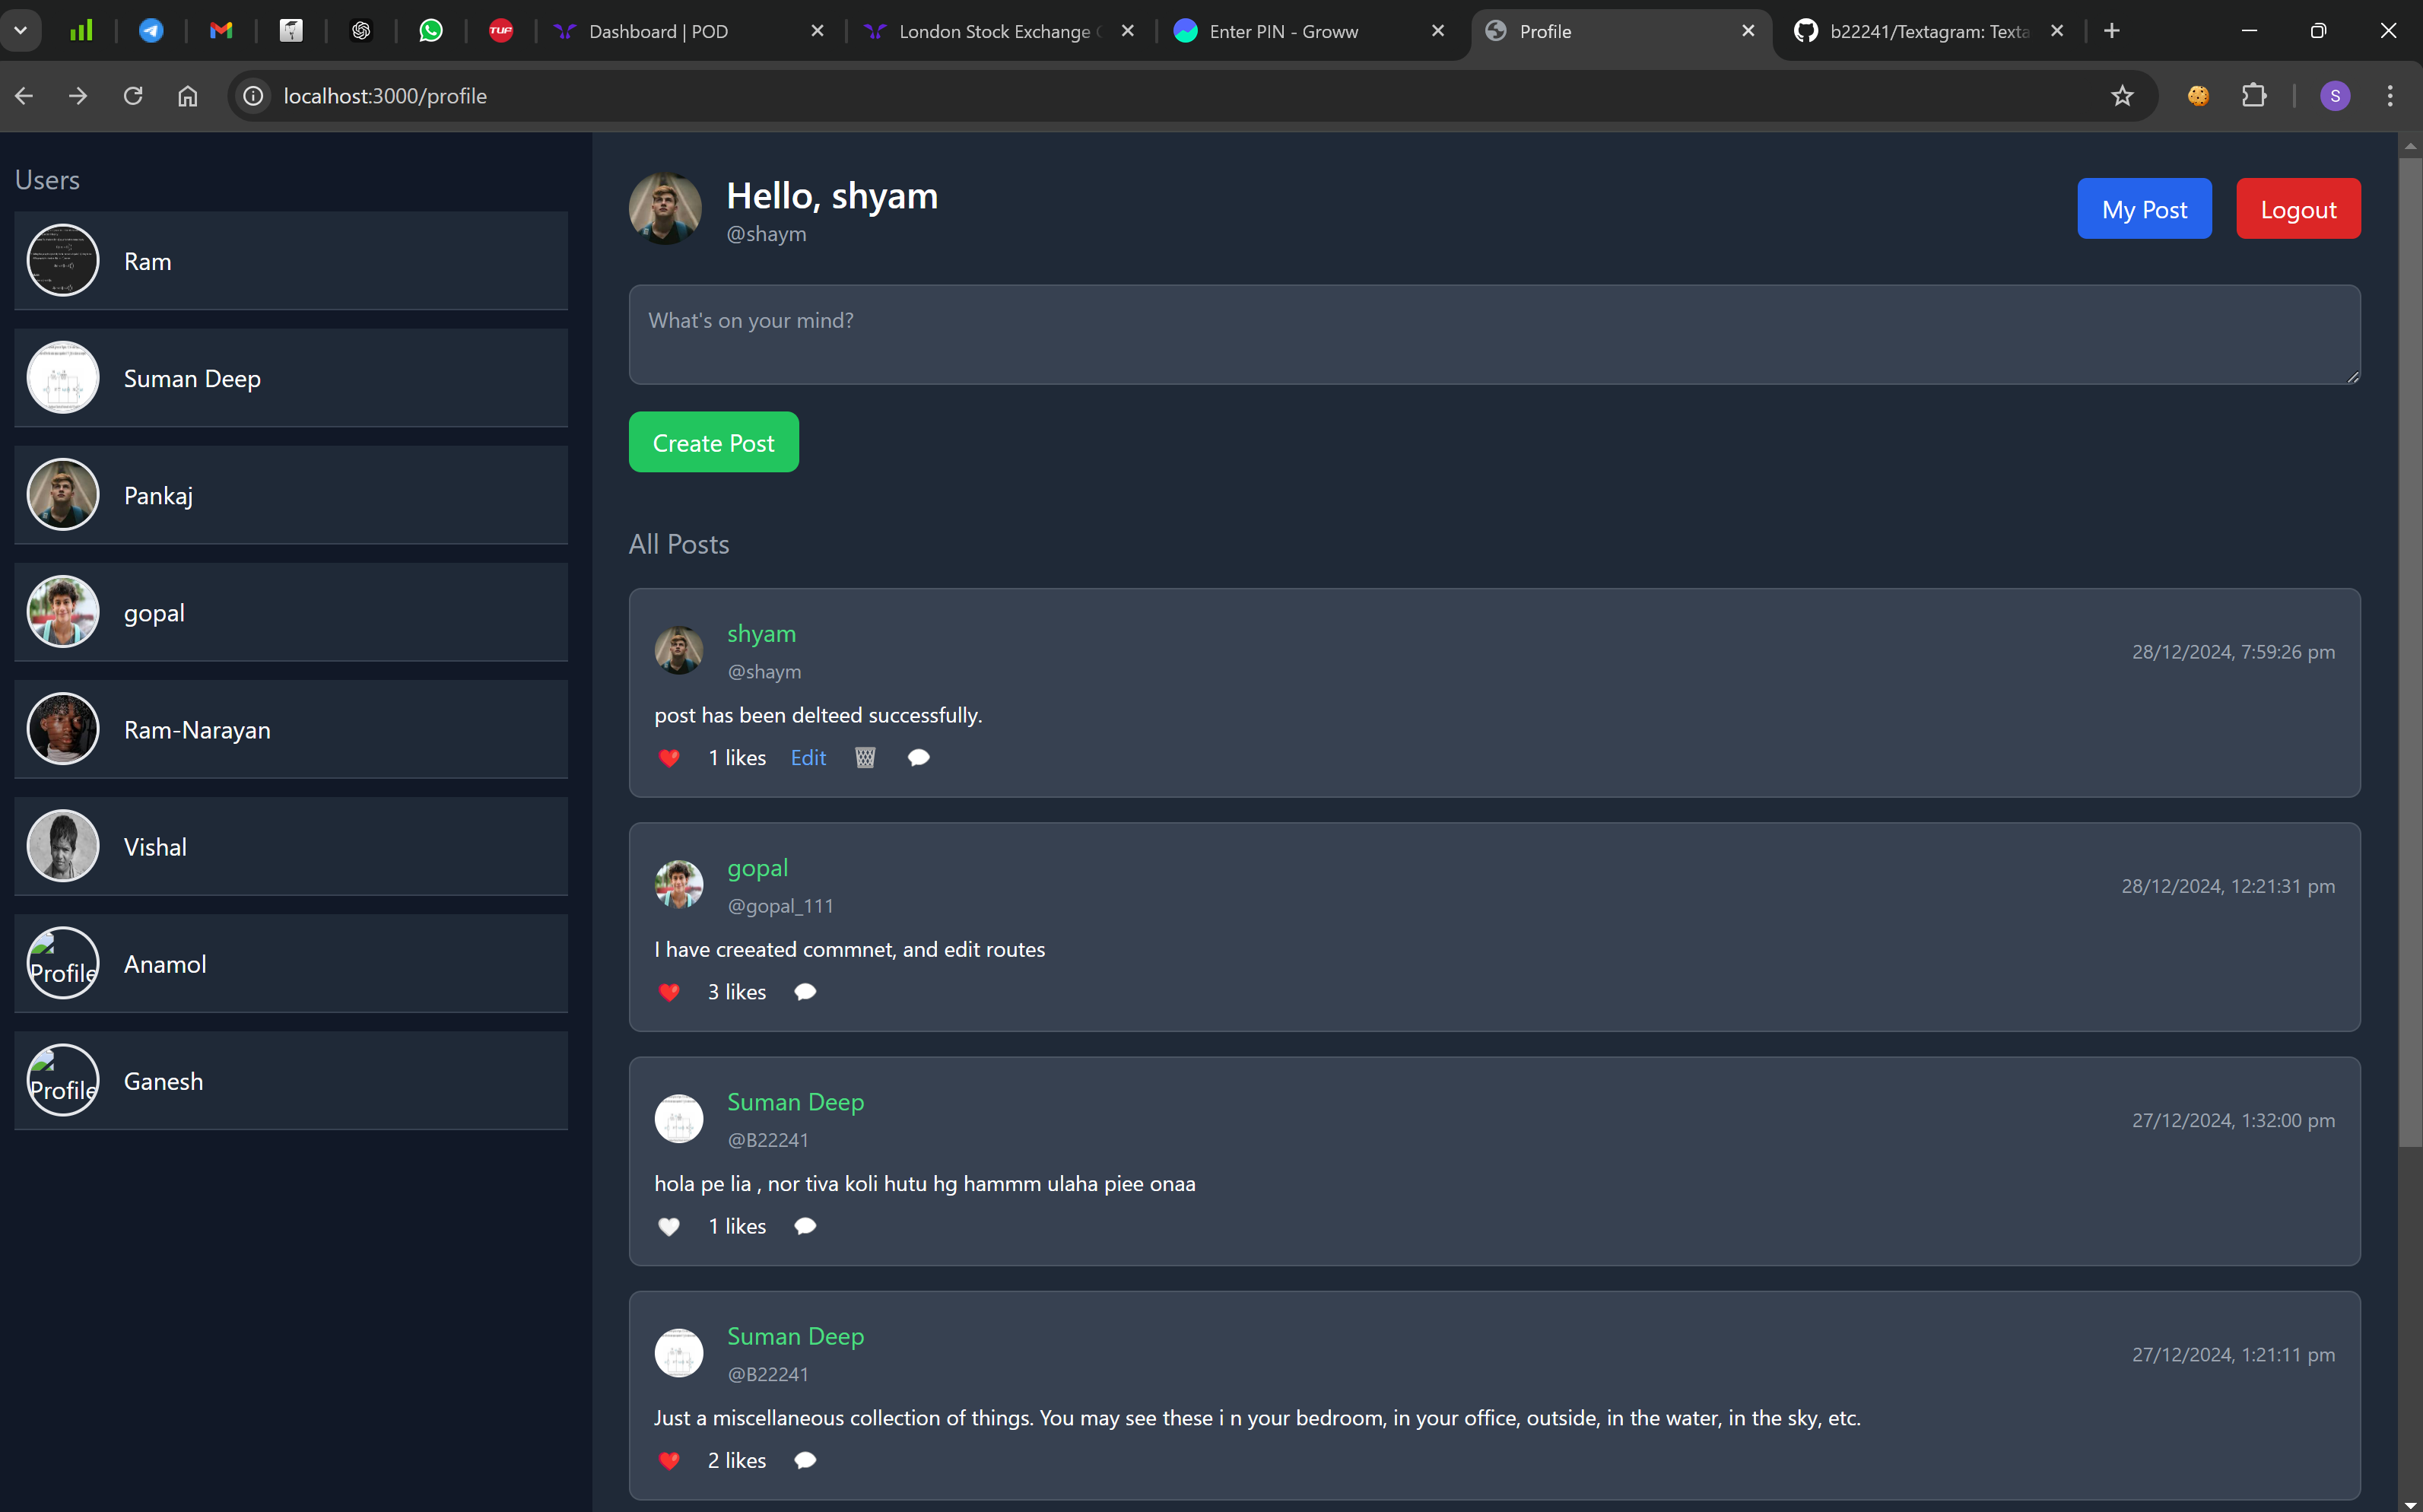 TUF
Dashboard | POD
London Stock Exchange
Enter PIN - Groww
Profile
b22241/Textagram: Texta
localhost:3000/profile
S
Users
Ram
Suman Deep
Pankaj
gopal
Ram-Narayan
Vishal
Profile
Anamol
Profile
Ganesh
Hello, shyam
@shaym
My Post
Logout
What's on your mind?
Create Post
All Posts
shyam
@shaym
28/12/2024, 7:59:26 pm
post has been delteed successfully.
1 likes Edit
gopal
@gopal_111
28/12/2024, 12:21:31 pm
I have creeated commnet, and edit routes
3 likes
Suman Deep
@B22241
27/12/2024, 1:32:00 pm
hola pe lia , nor tiva koli hutu hg hammm ulaha piee onaa
1 likes
Suman Deep
@B22241
27/12/2024, 1:21:11 pm
Just a miscellaneous collection of things. You may see these i n your bedroom, in your office, outside, in the water, in the sky, etc.
2 likes